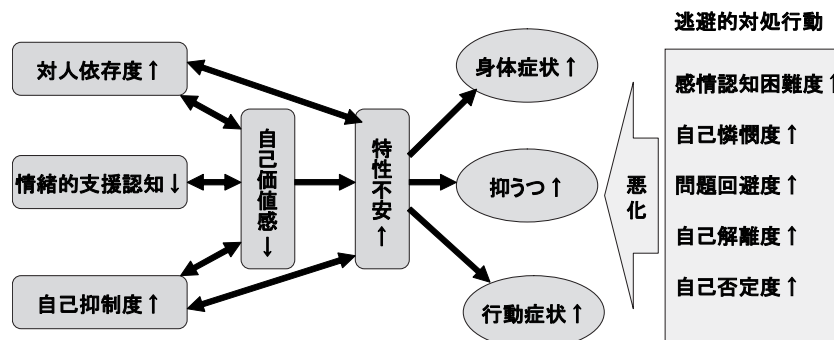 逃避的対処行動
対人依存度↑
身体症状↑
感情認知困難度↑
自己憐憫度↑
自己価値感↓
特性不安↑
情緒的支援認知↓
抑うつ↑
悪化
問題回避度↑
自己解離度↑
自己抑制度↑
行動症状↑
自己否定度↑